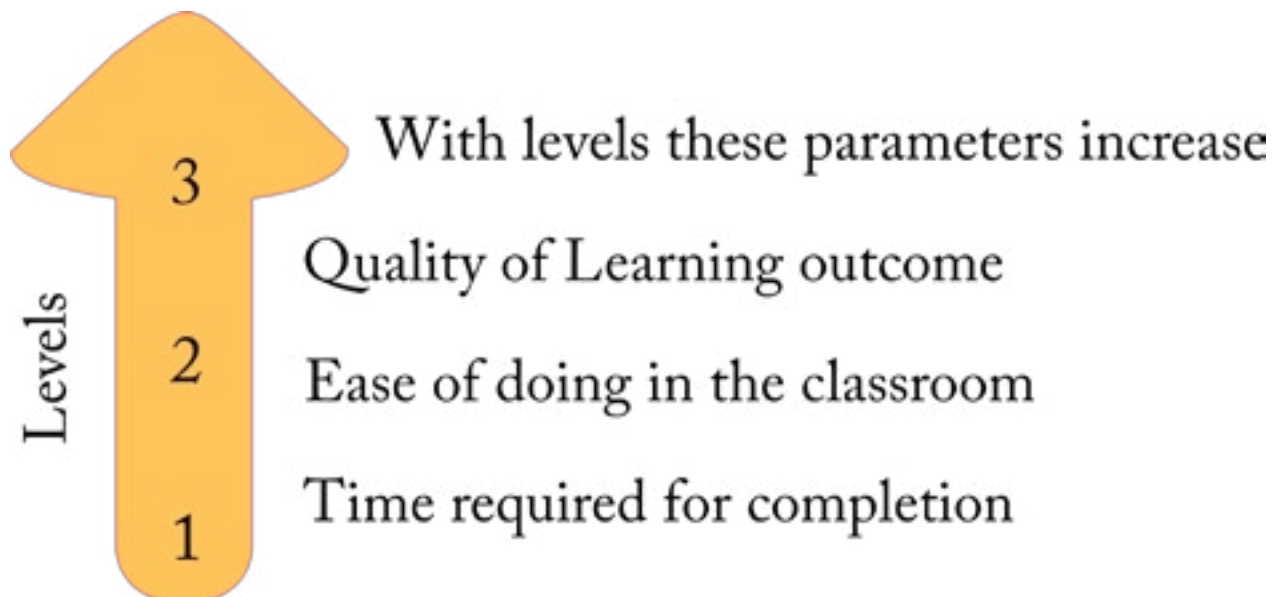 With levels these parameters increase
3
Quality of Learning outcome
Levels
2
Ease of doing in the classroom
Time required for completion
1